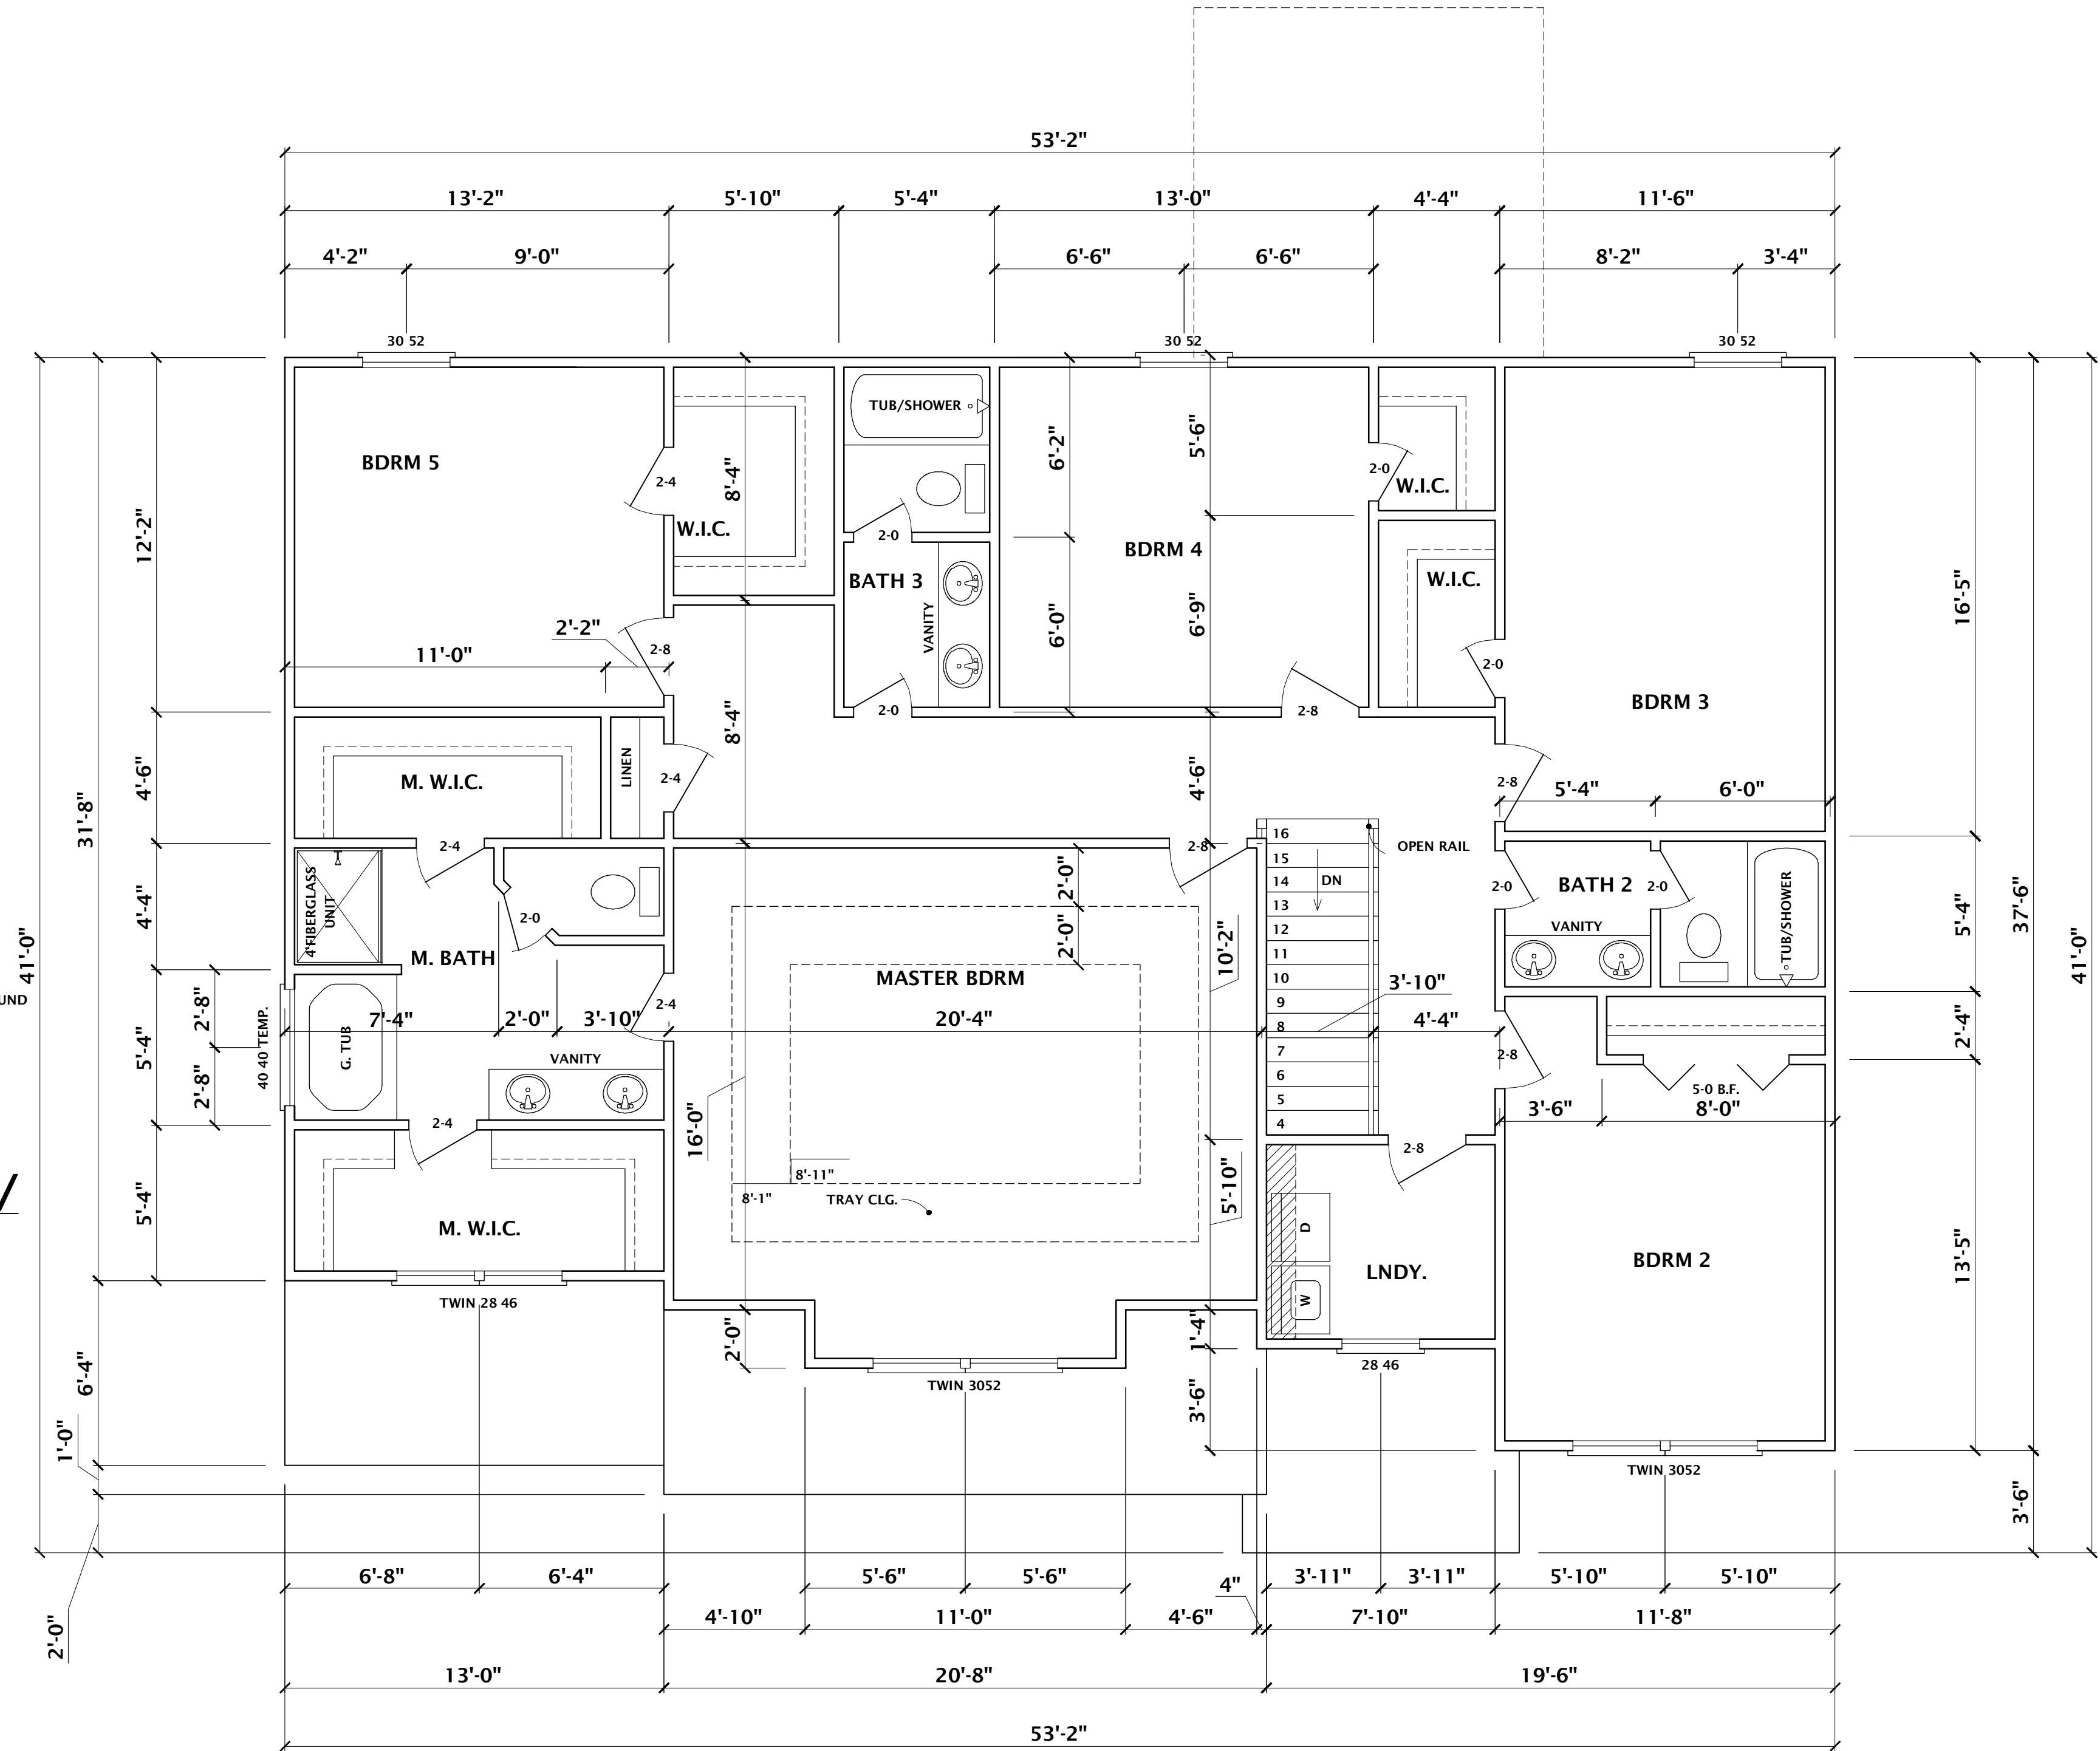 53'-2"
13'-2" 5'-10" 5'-4" 13'-0" 4'-4" 11'-6"
4'-2" 9'-0" 6'-6" 6'-6" 8'-2" 3'-4"
30 52 30 52 30 52
TUB/SHOWER
BDRM 5
2-4
8'-4"
6'-2"
5'-6"
2-0
W.I.C.
W.I.C.
12'-2"
2-0
BDRM 4
BATH 3
VANITY
W.I.C.
6'-0"
6'-9"
16'-5"
2'-2"
2-8
11'-0"
2-0
2-0
2-8
BDRM 3
8'-4"
4'-6"
31'-8"
M. W.I.C.
LINEN
2-4
4'-6"
2-8
5'-4" 6'-0"
2-4
2-8
16
15
14
13
12
11
10
9
8
7
6
5
4
DN
OPEN RAIL
4'-4"
4'FIBERGLASS
UNIT
2-0
M. BATH
2'-0"
2'-0"
10'-2"
2-0
BATH 2
2-0
VANITY
TUB/SHOWER
5'-4"
37'-6"
41'-0"
41'-0"
UND
MASTER BDRM
3'-10"
2'-8"
2'-8"
5'-4"
40 40 TEMP.
G. TUB
7'-4" 2'-0" 3'-10" 20'-4" 4'-4"
2-4
VANITY
2-8
2'-4"
5-0 B.F.
3'-6" 8'-0"
2-4
16'-0"
2-8
8'-11"
8'-1"
TRAY CLG.
5'-10"
5'-4"
M. W.I.C.
D
W
LNDY.
BDRM 2
13'-5"
TWIN 28 46
2'-0"
1'-4"
28 46
TWIN 3052
3'-6"
6'-4"
1'-0"
TWIN 3052
3'-6"
2'-0"
6'-8" 6'-4" 5'-6" 5'-6" 3'-11" 3'-11" 5'-10" 5'-10"
4"
4'-10" 11'-0" 4'-6" 7'-10" 11'-8"
13'-0" 20'-8" 19'-6"
53'-2"